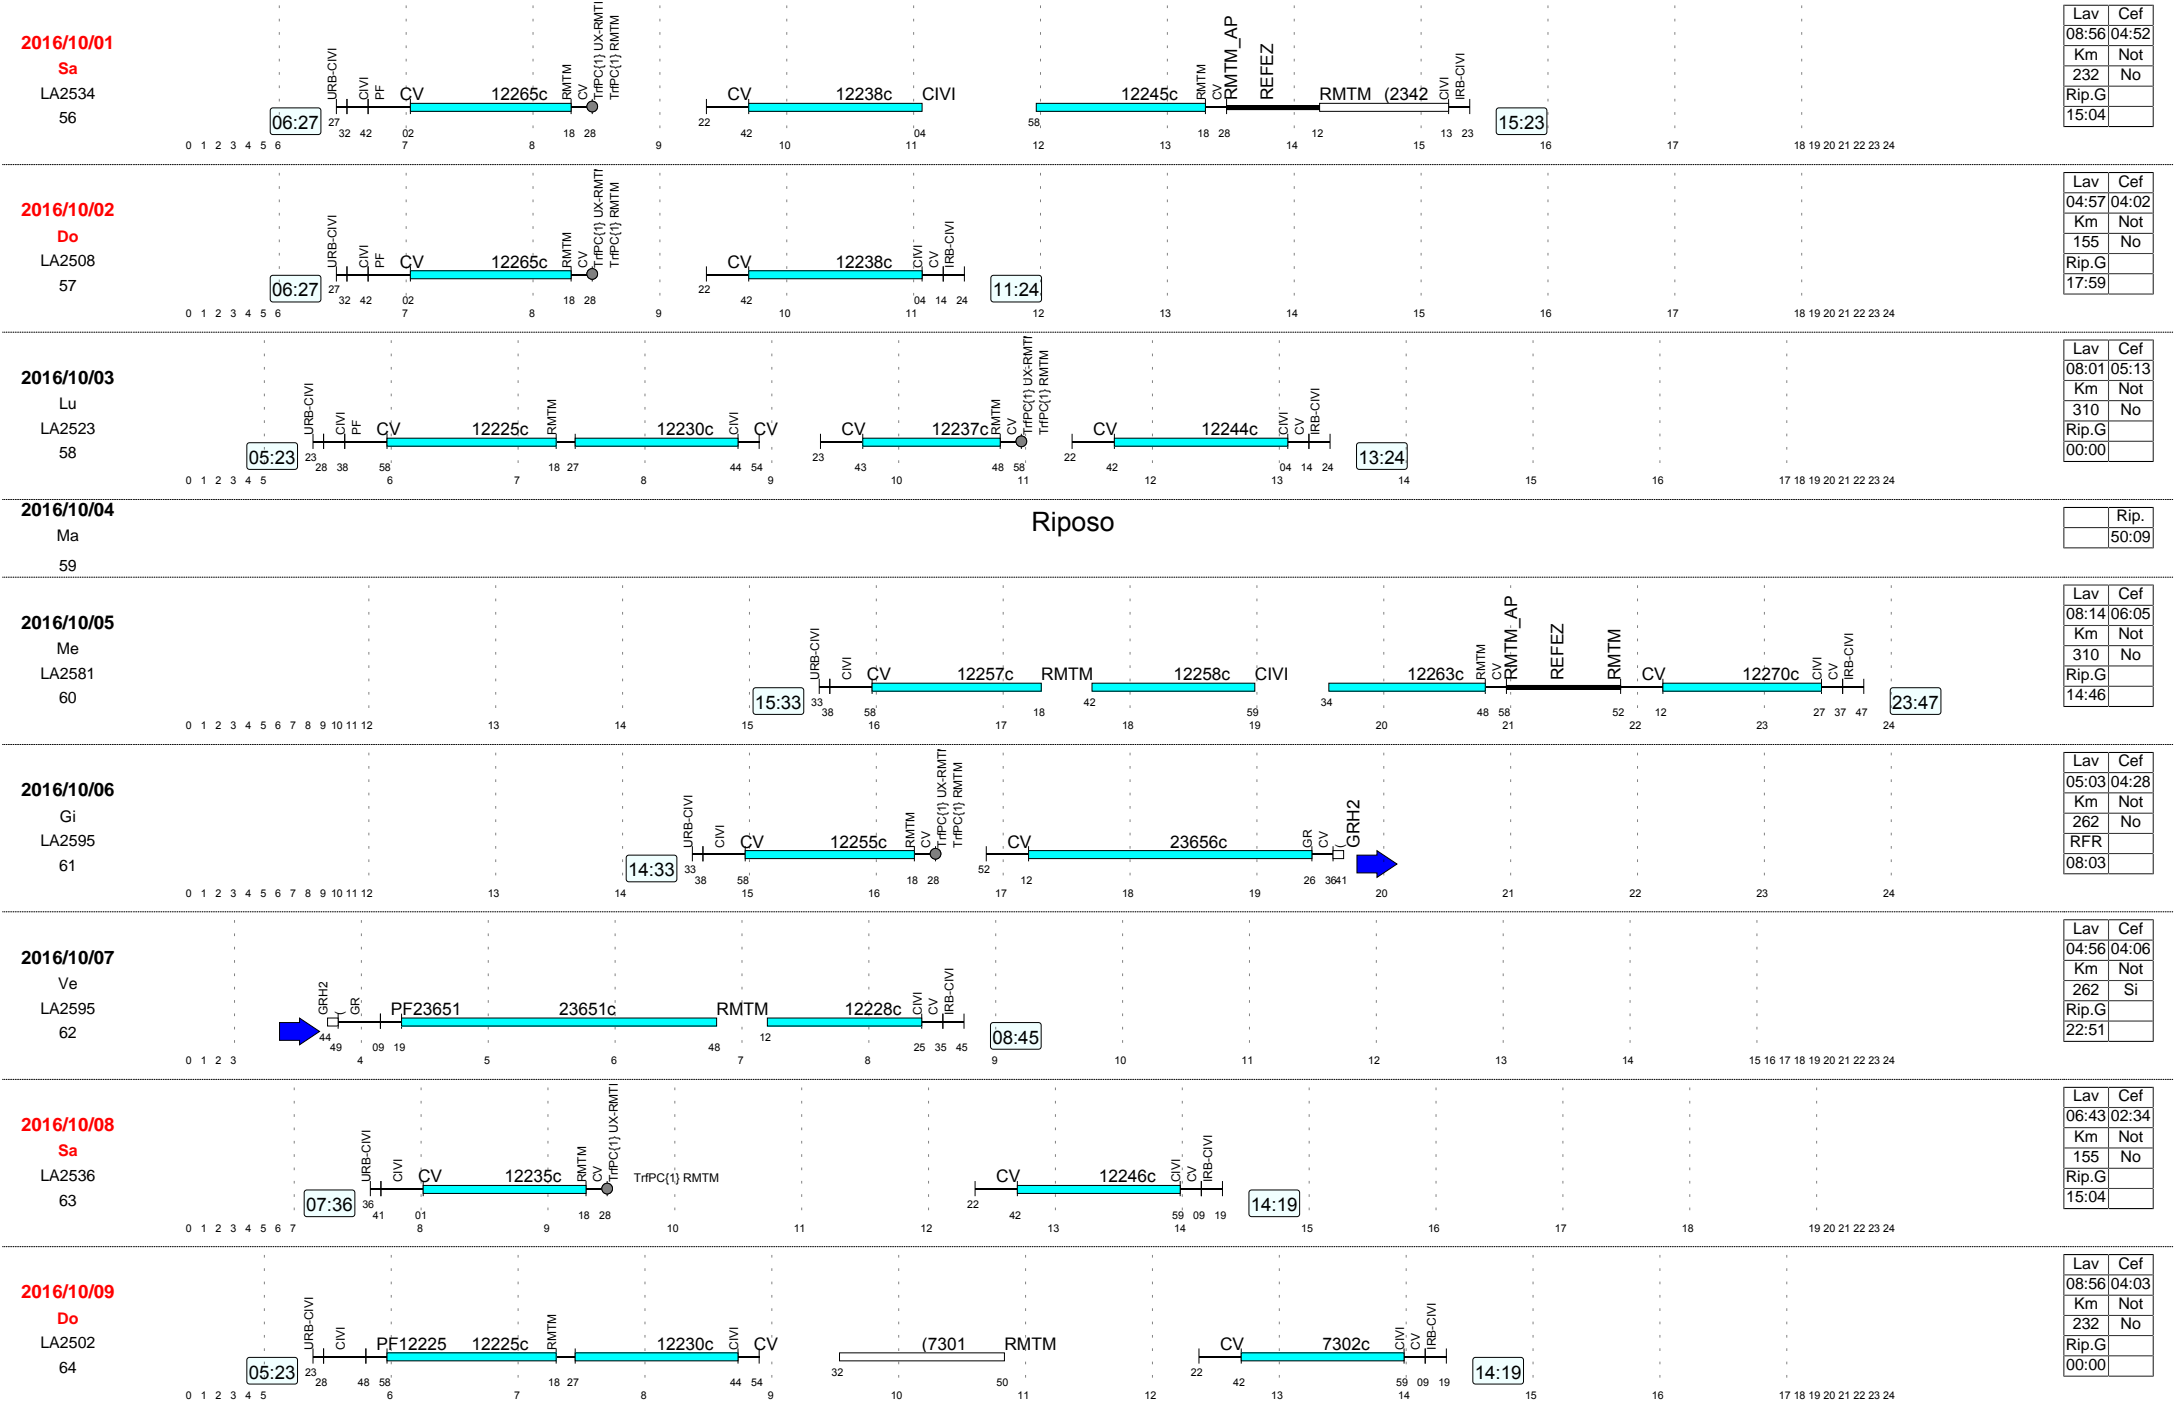 2016/10/01
Sa
LA2534
56
06:27
URB-CIVI CIVI PF CV 12265c RMTM CV TrfPC{1} UX-RMTI TrfPC{1} RMTM CV 12238c CIVI 12245c RMTM CV RMTM_AP REFEZ RMTM (2342 CIVI IRB-CIVI
27 32 42 02 18 28 22 42 04 58 18 28 12 13 23
15:23
0 1 2 3 4 5 6 7 8 9 10 11 12 13 14 15 16 17 18 19 20 21 22 23 24
Lav Cef
08:56 04:52
Km Not
232 No
Rip.G
15:04
2016/10/02
Do
LA2508
57
06:27
URB-CIVI CIVI PF CV 12265c RMTM CV TrfPC{1} UX-RMTI TrfPC{1} RMTM CV 12238c CIVI CV IRB-CIVI
27 32 42 02 18 28 22 42 04 14 24
11:24
0 1 2 3 4 5 6 7 8 9 10 11 12 13 14 15 16 17 18 19 20 21 22 23 24
Lav Cef
04:57 04:02
Km Not
155 No
Rip.G
17:59
2016/10/03
Lu
LA2523
58
05:23
URB-CIVI CIVI PF CV 12225c RMTM 12230c CIVI CV CV 12237c RMTM CV TrfPC{1} UX-RMTI TrfPC{1} RMTM CV 12244c CIVI CV IRB-CIVI
23 28 38 58 18 27 44 54 23 43 48 58 22 42 04 14 24
13:24
0 1 2 3 4 5 6 7 8 9 10 11 12 13 14 15 16 17 18 19 20 21 22 23 24
Lav Cef
08:01 05:13
Km Not
310 No
Rip.G
00:00
2016/10/04
Ma
59
Riposo
Rip.
50:09
2016/10/05
Me
LA2581
60
15:33
URB-CIVI CIVI CV 12257c RMTM 12258c CIVI 12263c RMTM CV RMTM_AP REFEZ RMTM CV 12270c CIVI CV IRB-CIVI
33 38 58 18 42 59 34 48 58 52 12 27 37 47
23:47
0 1 2 3 4 5 6 7 8 9 10 11 12 13 14 15 16 17 18 19 20 21 22 23 24
Lav Cef
08:14 06:05
Km Not
310 No
Rip.G
14:46
2016/10/06
Gi
LA2595
61
14:33
URB-CIVI CIVI CV 12255c RMTM CV TrfPC{1} UX-RMTI TrfPC{1} RMTM CV 23656c GR CV ( GRH2
33 38 58 18 28 52 12 26 36 41
0 1 2 3 4 5 6 7 8 9 10 11 12 13 14 15 16 17 18 19 20 21 22 23 24
Lav Cef
05:03 04:28
Km Not
262 No
RFR
08:03
2016/10/07
Ve
LA2595
62
GRH2 ( GR PF23651 23651c RMTM 12228c CIVI CV IRB-CIVI
44 49 09 19 48 12 25 35 45
08:45
0 1 2 3 4 5 6 7 8 9 10 11 12 13 14 15 16 17 18 19 20 21 22 23 24
Lav Cef
04:56 04:06
Km Not
262 Si
Rip.G
22:51
2016/10/08
Sa
LA2536
63
07:36
URB-CIVI CIVI CV 12235c RMTM CV TrfPC{1} UX-RMTI TrfPC{1} RMTM CV 12246c CIVI CV IRB-CIVI
36 41 01 18 28 22 42 59 09 19
14:19
0 1 2 3 4 5 6 7 8 9 10 11 12 13 14 15 16 17 18 19 20 21 22 23 24
Lav Cef
06:43 02:34
Km Not
155 No
Rip.G
15:04
2016/10/09
Do
LA2502
64
05:23
URB-CIVI CIVI PF12225 12225c RMTM 12230c CIVI CV (7301 RMTM CV 7302c CIVI CV IRB-CIVI
23 28 48 58 18 27 44 54 32 50 22 42 59 09 19
14:19
0 1 2 3 4 5 6 7 8 9 10 11 12 13 14 15 16 17 18 19 20 21 22 23 24
Lav Cef
08:56 04:03
Km Not
232 No
Rip.G
00:00